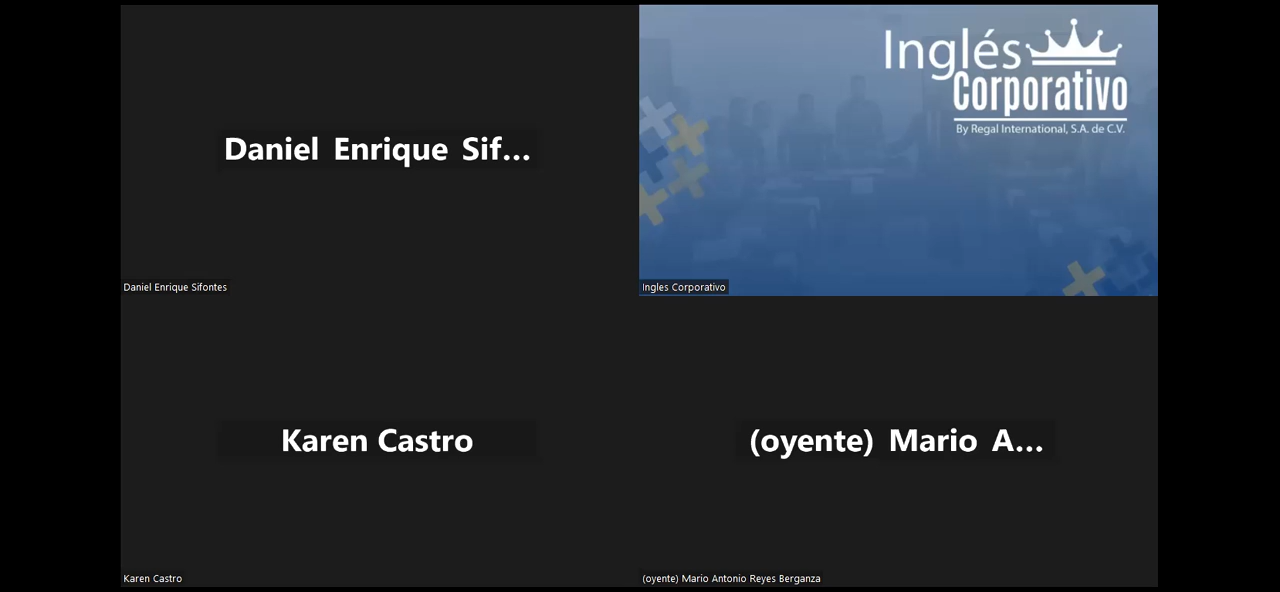 Daniel Enrique Sif...
Daniel Enrique Sifontes
Inglés
Corporativo
By Regal International, S.A. de C.V.
Ingles Corporativo
Karen Castro
Karen Castro
(oyente) Mario A...
(oyente) Mario Antonio Reyes Berganza